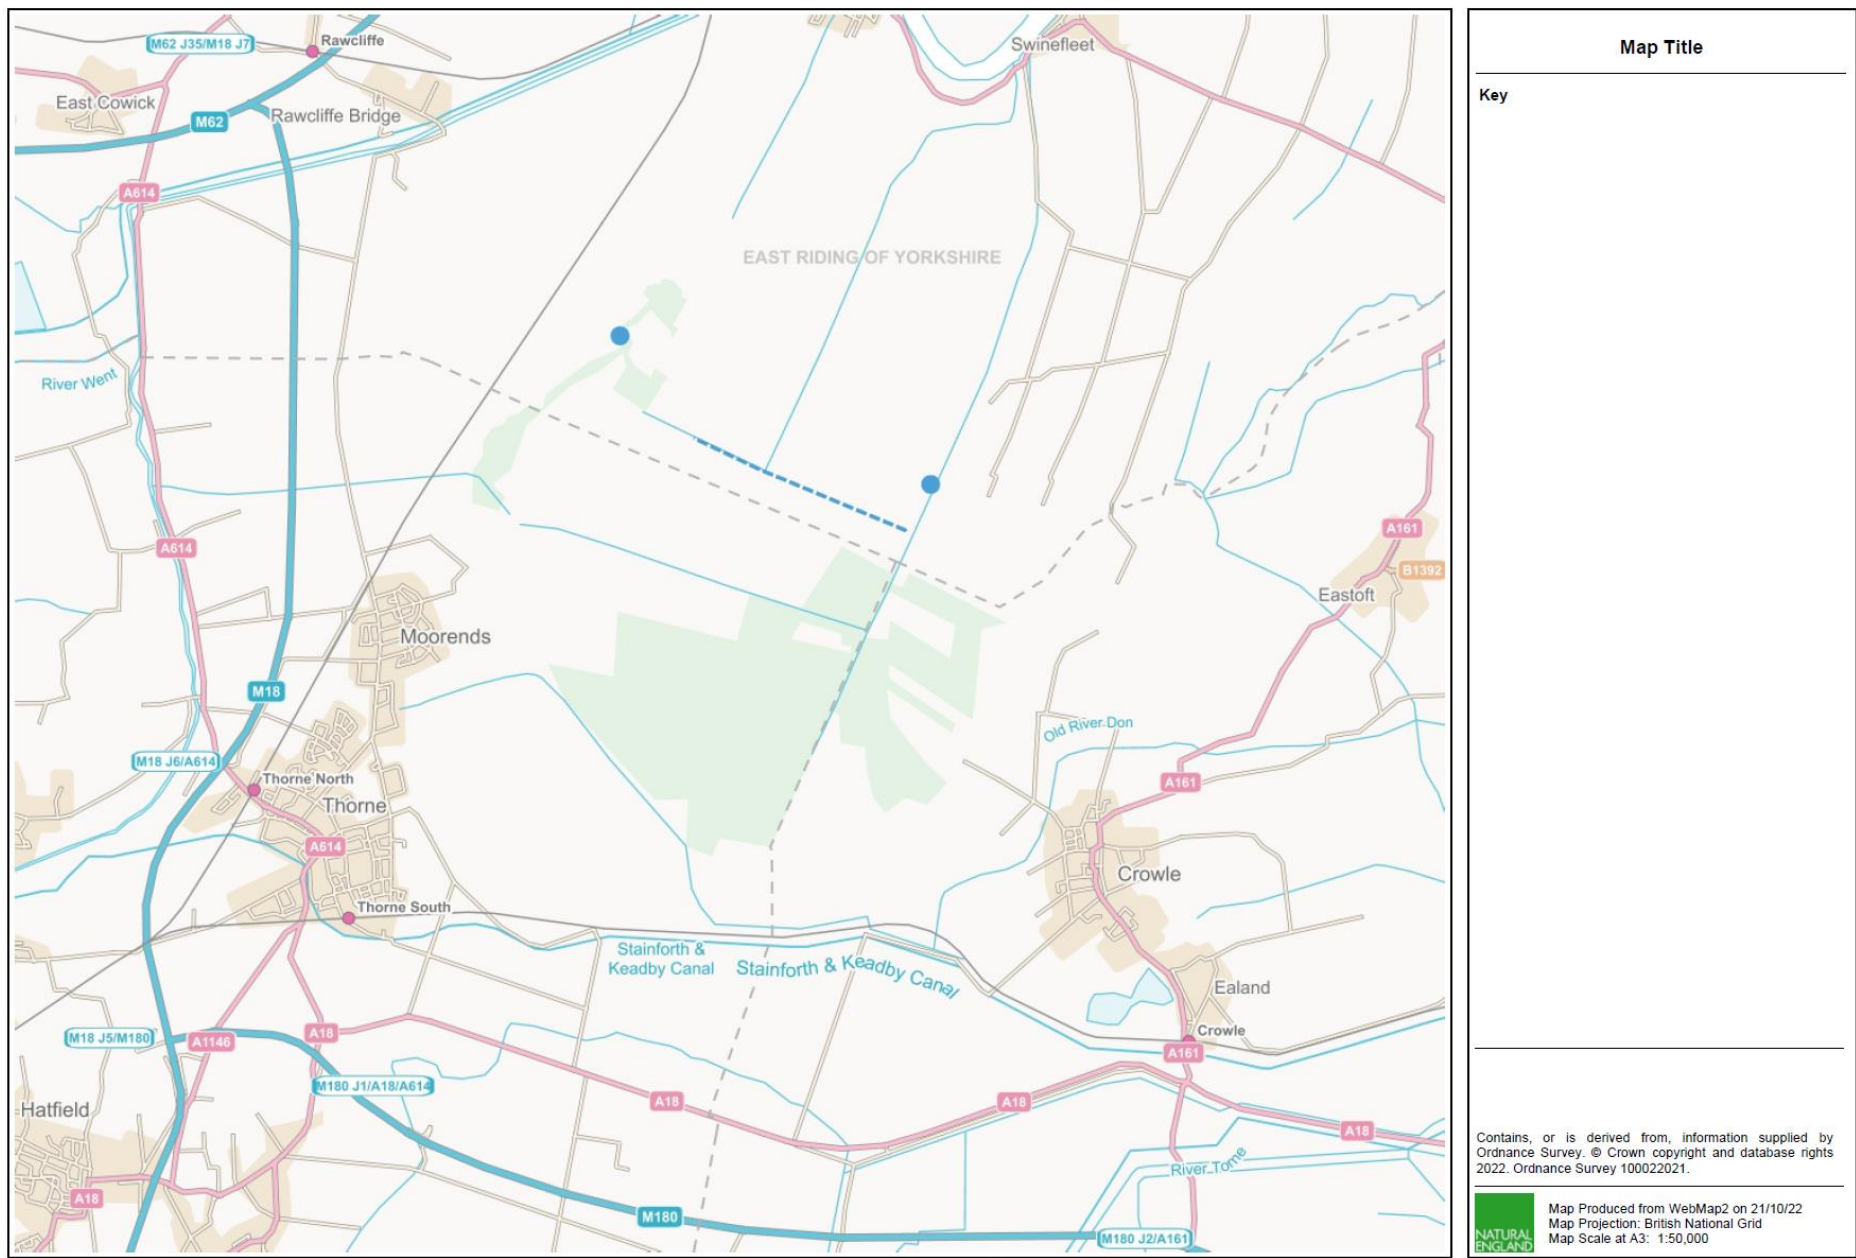 M62 J35/M18 J7
Rawcliffe
Swinefleet
East Cowick
M62
Rawcliffe Bridge
A614
EAST RIDING OF YORKSHIRE
River Went
A614
A161
B1392
Eastoft
Moorends
M18
Old River Don
M18 J6/A614
Thorne North
A161
Thorne
A614
Crowle
Thorne South
Stainforth &
Keadby Canal
Stainforth & Keadby Canal
Ealand
M18 J5/M180
A1146
A18
Crowle
A161
M180 J1/A18/A614
A18
A18
Hatfield
A18
River Torne
A18
M180
M180 J2/A161
Map Title
Key
Contains, or is derived from, information supplied by
Ordnance Survey. © Crown copyright and database rights
2022. Ordnance Survey 100022021.
NATURAL
ENGLAND
Map Produced from WebMap2 on 21/10/22
Map Projection: British National Grid
Map Scale at A3: 1:50,000